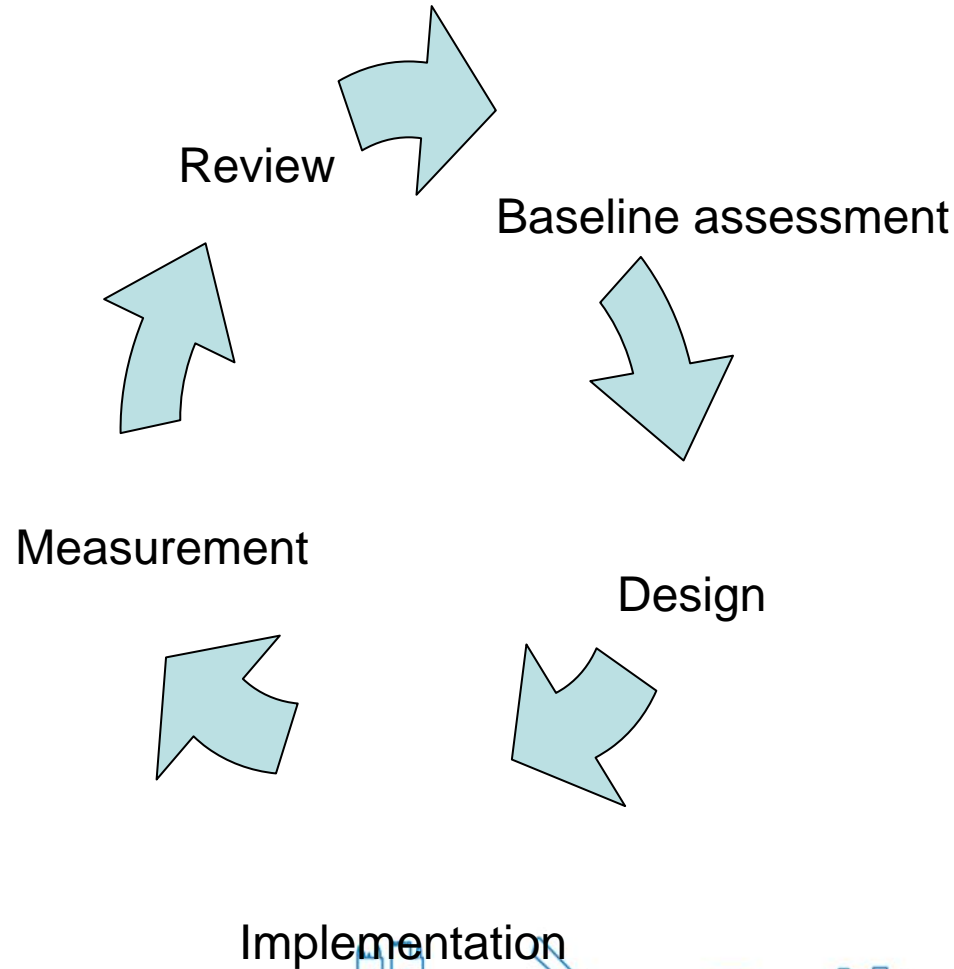 Review
Baseline assessment
Measurement
Design
Implementation